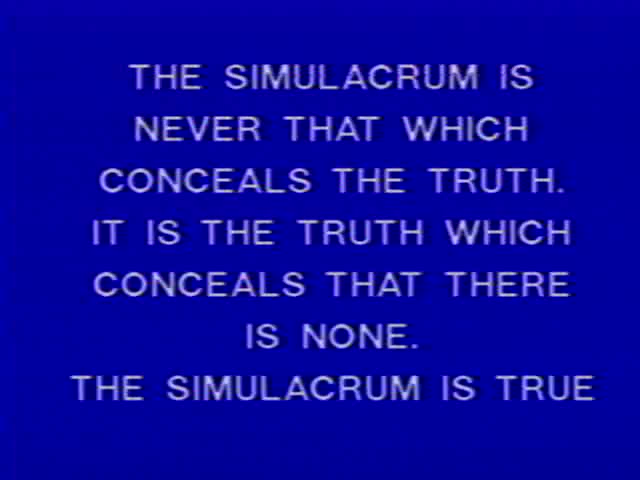 THE SIMULACRUM IS
NEVER THAT WHICH
CONCEALS THE TRUTH.
IT IS THE TRUTH WHICH
CONCEALS THAT THERE
IS NONE.
THE SIMULACRUM IS TRUE